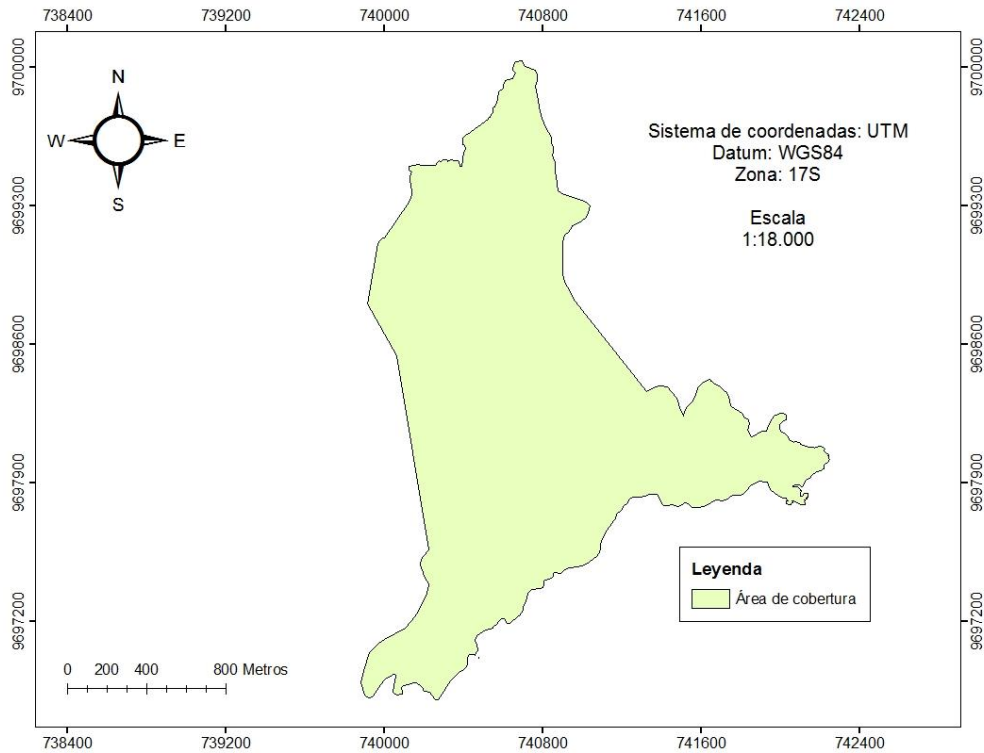 738400 739200 740000 740800 741600 742400
9700000 9700000
N
W E
S
Sistema de coordenadas: UTM
Datum: WGS84
Zona: 17S
9699300 9699300
Escala
1:18.000
9698600 9698600
9697900 9697900
Leyenda
Área de cobertura
9697200 9697200
0 200 400 800 Metros
738400 739200 740000 740800 741600 742400